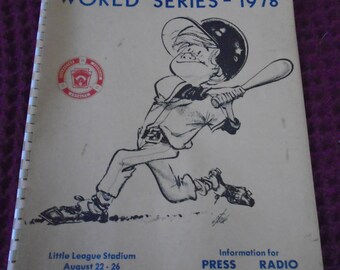 WORLD SERIES - 1978
Little League Stadium
August 22 - 26
Information for
PRESS RADIO